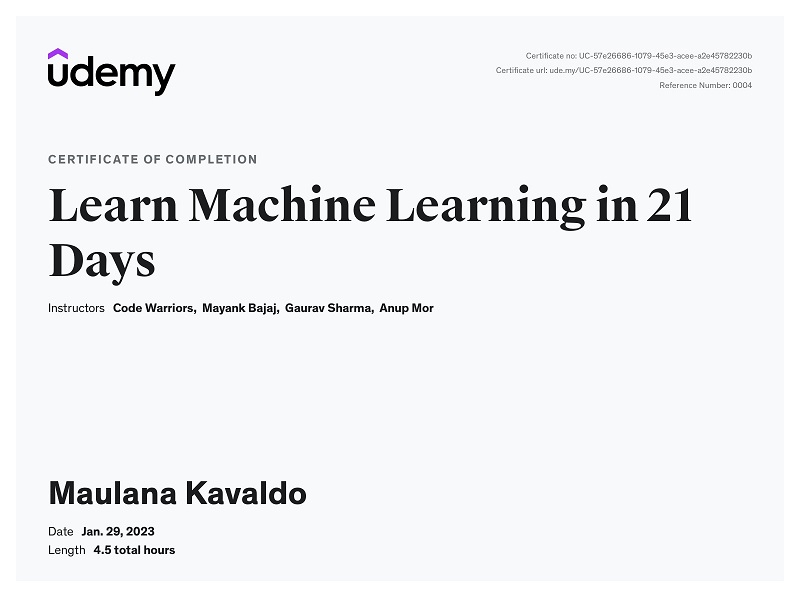 udemy
Certificate no: UC-57e26686-1079-45e3-acee-a2e45782230b
Certificate url: ude.my/UC-57e26686-1079-45e3-acee-a2e45782230b
Reference Number: 0004
CERTIFICATE OF COMPLETION
Learn Machine Learning in 21
Days
Instructors Code Warriors, Mayank Bajaj, Gaurav Sharma, Anup Mor
Maulana Kavaldo
Date Jan. 29, 2023
Length 4.5 total hours